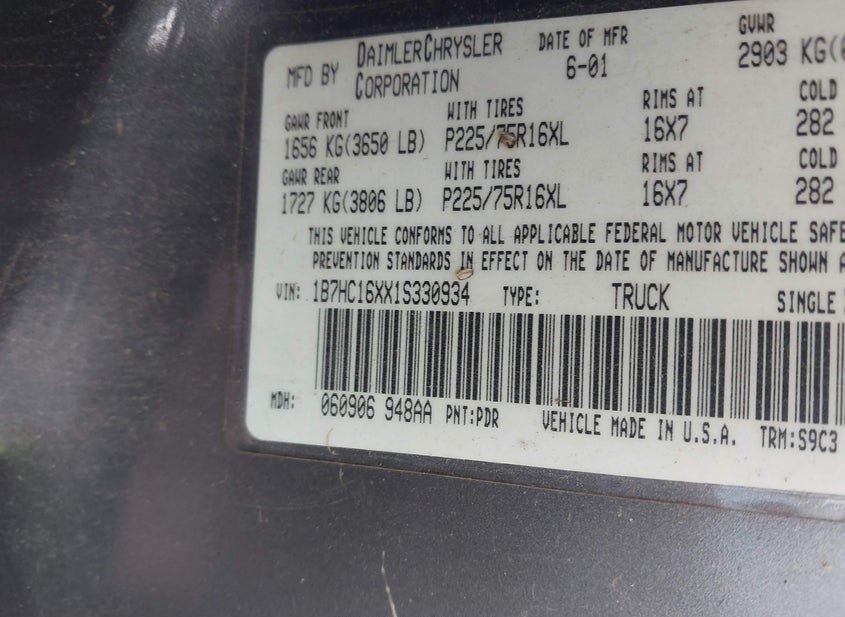 MFD BY DAIMLERCHRYSLER CORPORATION DATE OF MFR 6-01 GVWR 2903 KG(
GAWR FRONT WITH TIRES RIMS AT COLD
1656 KG(3650 LB) P225/75R16XL 16X7 282
GAWR REAR WITH TIRES RIMS AT COLD
1727 KG(3806 LB) P225/75R16XL 16X7 282
THIS VEHICLE CONFORMS TO ALL APPLICABLE FEDERAL MOTOR VEHICLE SAFE
PREVENTION STANDARDS IN EFFECT ON THE DATE OF MANUFACTURE SHOWN A
VIN: 1B7HC16XX1S330934 TYPE: TRUCK SINGLE
MDH: 060906 948AA PNT:PDR VEHICLE MADE IN U.S.A. TRM:S9C3